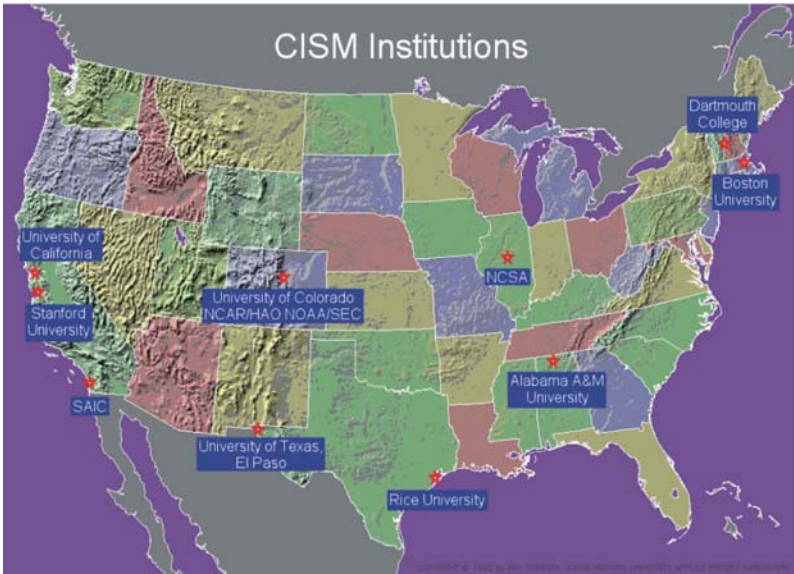 CISM Institutions
Dartmouth
College
Boston
University
University of
California
NCSA
University of Colorado
NCAR/HAO NOAA/SEC
Stanford
University
Alabama A&M
University
SAIC
University of Texas,
El Paso
Rice University